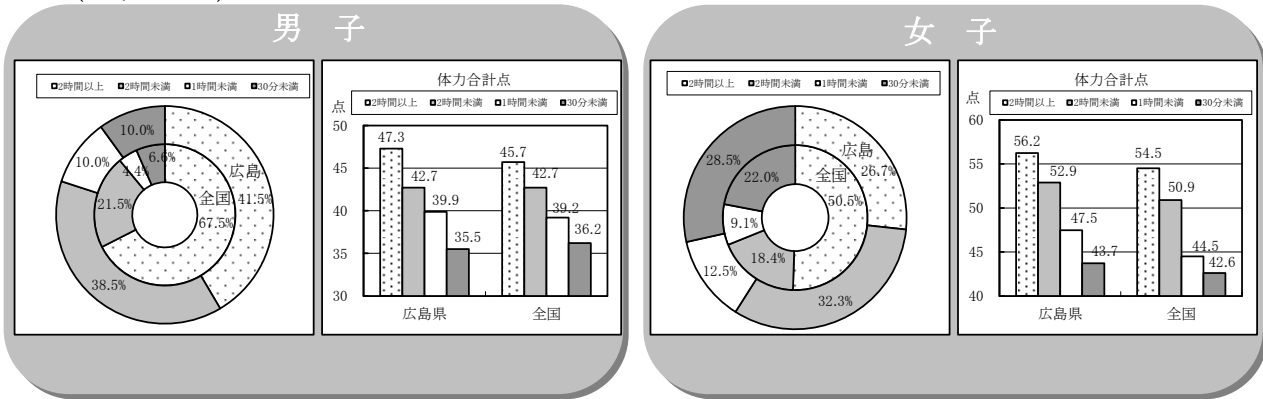 男 子
□2時間以上 ■2時間未満 □1時間未満 ■30分未満
10.0%
10.0%
6.6%
4.4%
広島
41.5%
全国
67.5%
21.5%
38.5%
体力合計点
点
□2時間以上 ■2時間未満 □1時間未満 ■30分未満
50
45
40
35
30
47.3
42.7
39.9
35.5
45.7
42.7
39.2
36.2
広島県
全国
女 子
□2時間以上 ■2時間未満 □1時間未満 ■30分未満
28.5%
22.0%
広島
26.7%
全国
50.5%
9.1%
18.4%
12.5%
32.3%
体力合計点
点
□2時間以上 ■2時間未満 □1時間未満 ■30分未満
60
55
50
45
40
56.2
52.9
47.5
43.7
54.5
50.9
44.5
42.6
広島県
全国